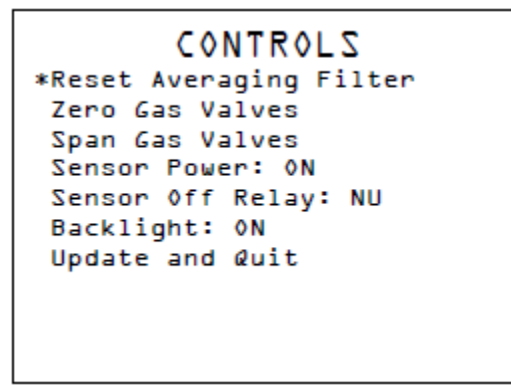 CONTROLS
*Reset Averaging Filter
Zero Gas Valves
Span Gas Valves
Sensor Power: ON
Sensor Off Relay: NU
Backlight: ON
Update and Quit